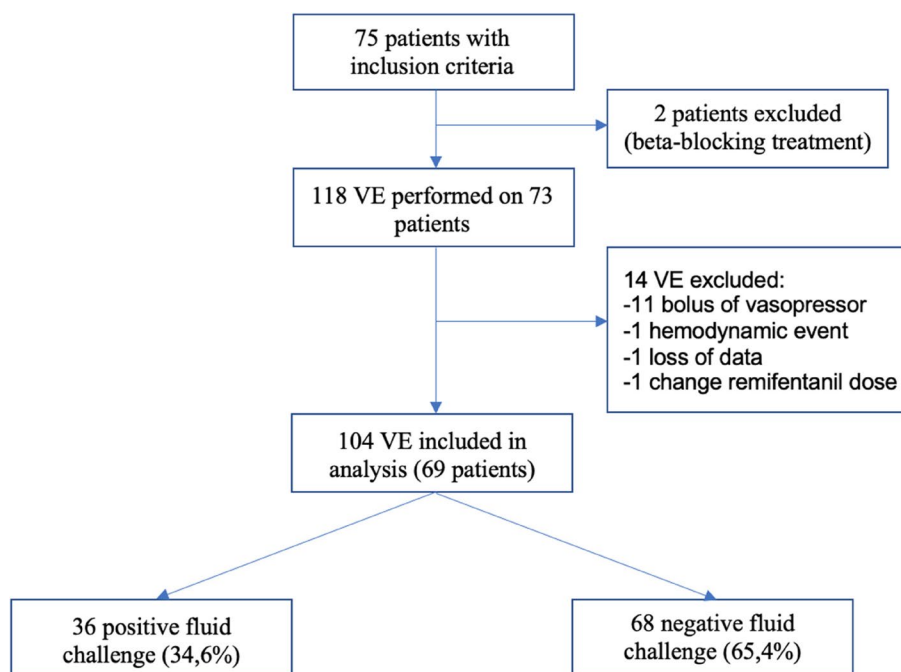 75 patients with
inclusion criteria
2 patients excluded
(beta-blocking treatment)
118 VE performed on 73
patients
14 VE excluded:
-11 bolus of vasopressor
-1 hemodynamic event
-1 loss of data
-1 change remifentanil dose
104 VE included in
analysis (69 patients)
36 positive fluid
challenge (34,6%)
68 negative fluid
challenge (65,4%)